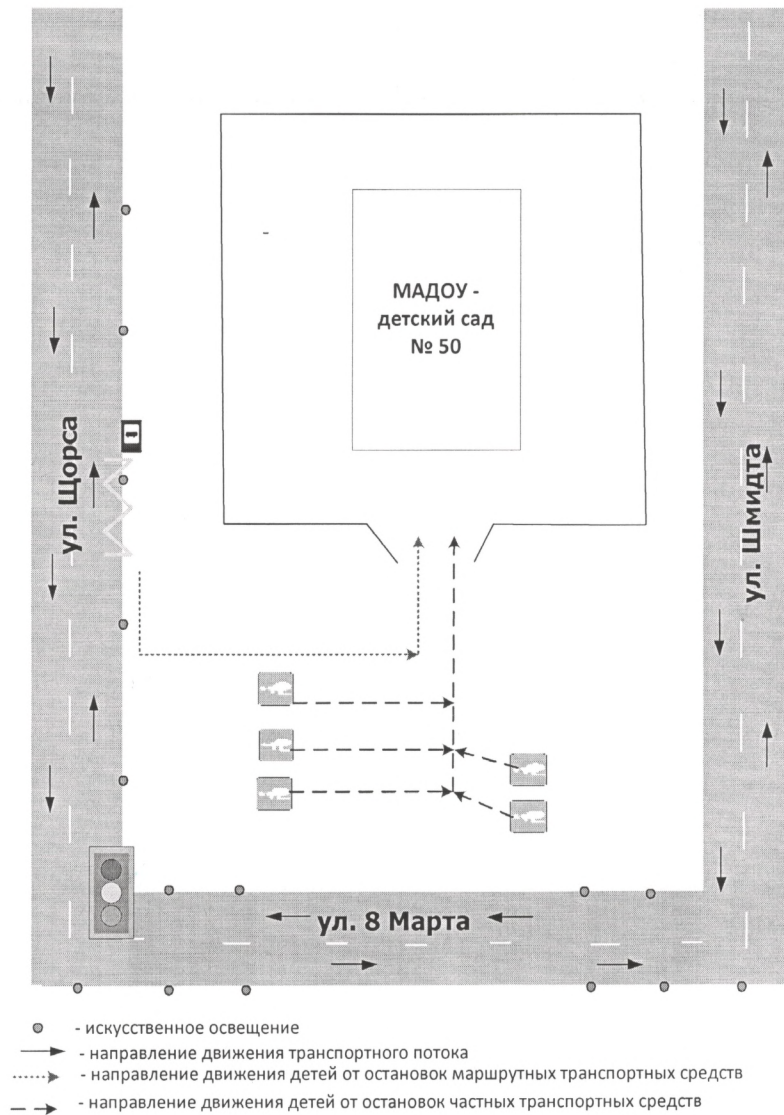 МАДОУ -
детский сад
№ 50
ул. Щорса
ул. Шмидта
ул. 8 Марта
- искусственное освещение
- направление движения транспортного потока
- направление движения детей от остановок маршрутных транспортных средств
- направление движения детей от остановок частных транспортных средств